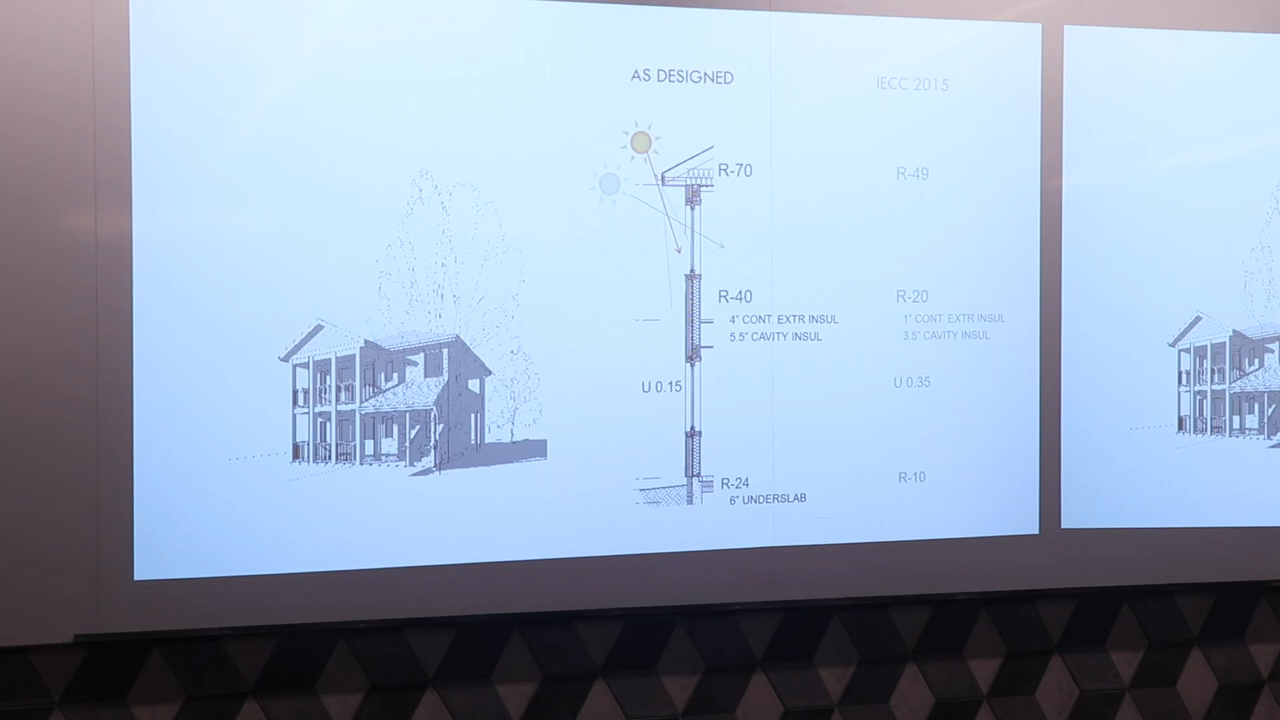 AS DESIGNED
IECC 2015
R-70
R-49
R-40
4" CONT. EXTR INSUL
5.5" CAVITY INSUL
R-20
1" CONT. EXTR INSUL
3.5" CAVITY INSUL
U 0.15
U 0.35
R-24
6" UNDERSLAB
R-10